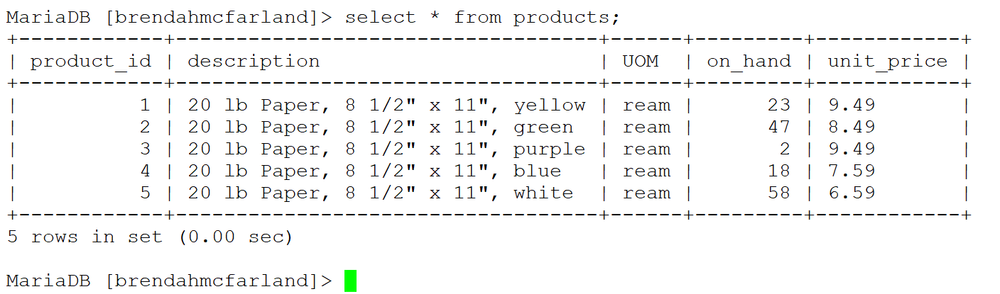 MariaDB [brendahmcfarland]> select * from products;
+------------+-----------------------------------+------+---------+------------+
| product_id | description                       | UOM  | on_hand | unit_price |
+------------+-----------------------------------+------+---------+------------+
|          1 | 20 lb Paper, 8 1/2" x 11", yellow | ream |      23 | 9.49       |
|          2 | 20 lb Paper, 8 1/2" x 11", green  | ream |      47 | 8.49       |
|          3 | 20 lb Paper, 8 1/2" x 11", purple | ream |       2 | 9.49       |
|          4 | 20 lb Paper, 8 1/2" x 11", blue   | ream |      18 | 7.59       |
|          5 | 20 lb Paper, 8 1/2" x 11", white  | ream |      58 | 6.59       |
+------------+-----------------------------------+------+---------+------------+
5 rows in set (0.00 sec)
MariaDB [brendahmcfarland]>